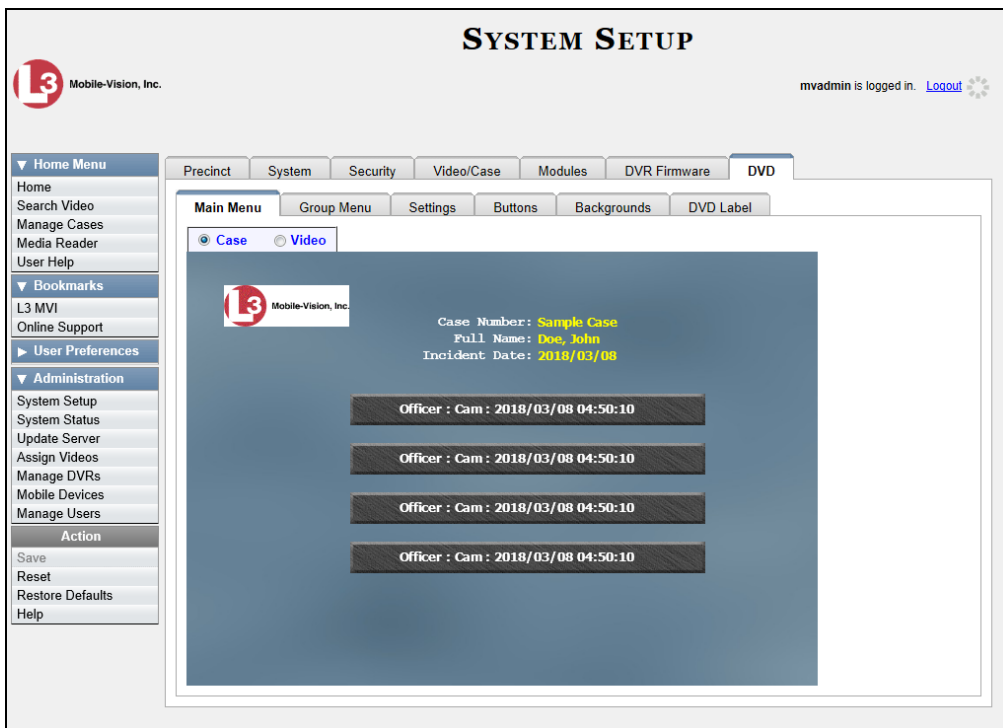 SYSTEM SETUP
L3 Mobile-Vision, Inc.
mvadmin is logged in. Logout
▼ Home Menu
Home
Search Video
Manage Cases
Media Reader
User Help
▼ Bookmarks
L3 MVI
Online Support
► User Preferences
▼ Administration
System Setup
System Status
Update Server
Assign Videos
Manage DVRs
Mobile Devices
Manage Users
Action
Save
Reset
Restore Defaults
Help
Precinct System Security Video/Case Modules DVR Firmware DVD
Main Menu Group Menu Settings Buttons Backgrounds DVD Label
Case Video
L3 Mobile-Vision, Inc.
Case Number: Sample Case
Full Name: Doe, John
Incident Date: 2018/03/08
Officer : Cam : 2018/03/08 04:50:10
Officer : Cam : 2018/03/08 04:50:10
Officer : Cam : 2018/03/08 04:50:10
Officer : Cam : 2018/03/08 04:50:10